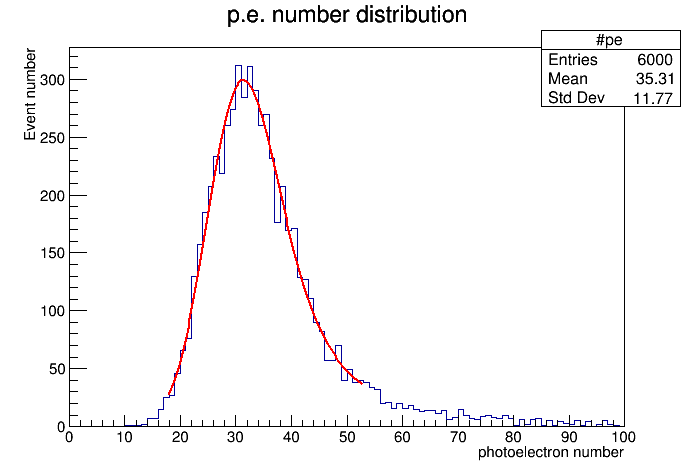 p.e. number distribution
#pe
Entries 6000
Mean 35.31
Std Dev 11.77
Event number
300
250
200
150
100
50
0
0 10 20 30 40 50 60 70 80 90 100
photoelectron number